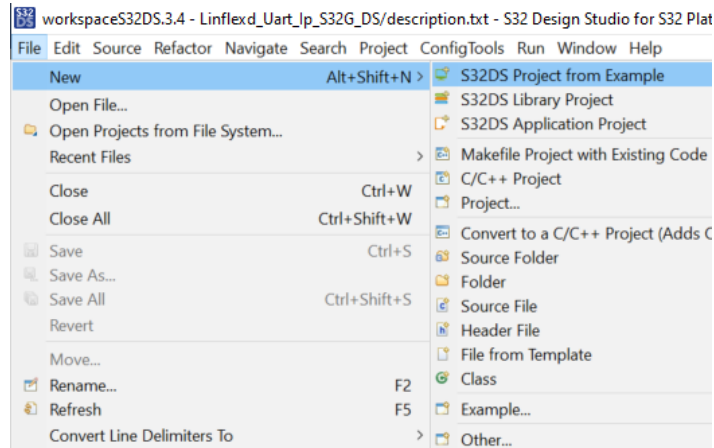 workspaceS32DS.3.4 - Linflexd_Uart_Ip_S32G_DS/description.txt - S32 Design Studio for S32 Plat
File Edit Source Refactor Navigate Search Project ConfigTools Run Window Help
New Alt+Shift+N >
Open File...
Open Projects from File System...
Recent Files >
Close Ctrl+W
Close All Ctrl+Shift+W
Save Ctrl+S
Save As...
Save All Ctrl+Shift+S
Revert
Move...
Rename... F2
Refresh F5
Convert Line Delimiters To >
S32DS Project from Example
S32DS Library Project
S32DS Application Project
Makefile Project with Existing Code
C/C++ Project
Project...
Convert to a C/C++ Project (Adds C
Source Folder
Folder
Source File
Header File
File from Template
Class
Example...
Other...